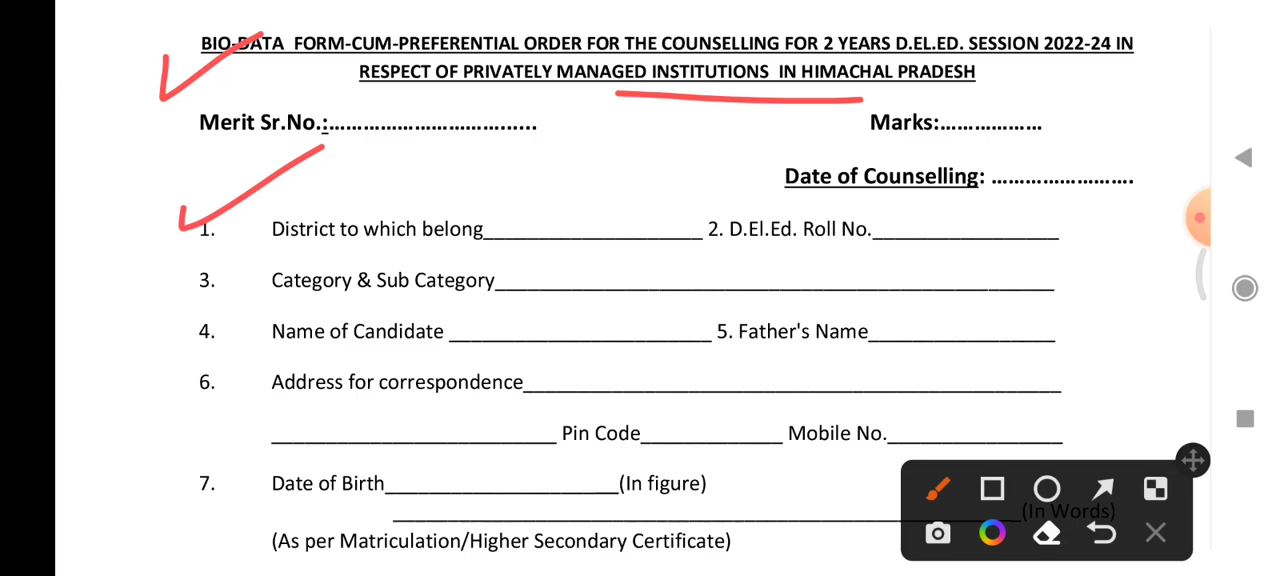 BIO-DATA FORM-CUM-PREFERENTIAL ORDER FOR THE COUNSELLING FOR 2 YEARS D.EL.ED. SESSION 2022-24 IN
RESPECT OF PRIVATELY MANAGED INSTITUTIONS IN HIMACHAL PRADESH
Merit Sr.No.:................................... Marks:..................
Date of Counselling: ........................
1. District to which belong____________________ 2. D.El.Ed. Roll No._________________
3. Category & Sub Category___________________________________________________
4. Name of Candidate ________________________ 5. Father's Name_________________
6. Address for correspondence_________________________________________________
__________________________ Pin Code_____________ Mobile No.________________
7. Date of Birth_____________________(In figure)
_________________________________________________________(In Words)
(As per Matriculation/Higher Secondary Certificate)